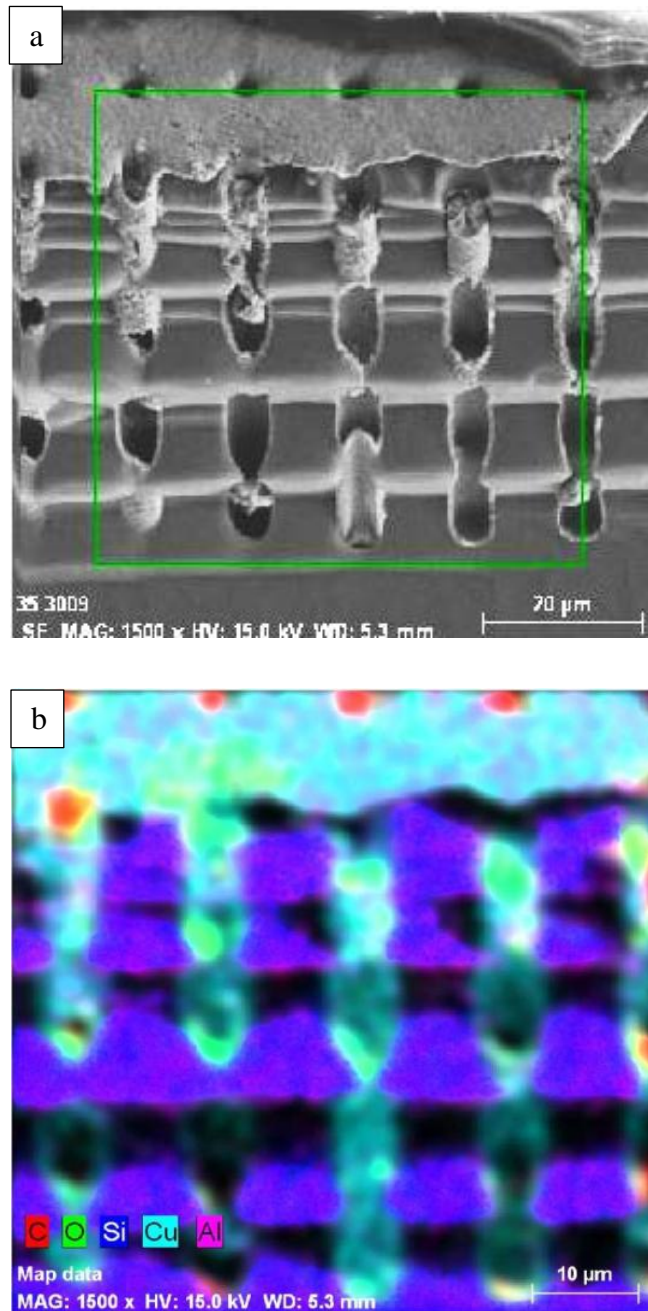 a
35 3009
SE MAG: 1500 x HV: 15.0 kV WD: 5.3 mm
20 µm
b
C O Si Cu Al
Map data
MAG: 1500 x HV: 15.0 kV WD: 5.3 mm
10 µm